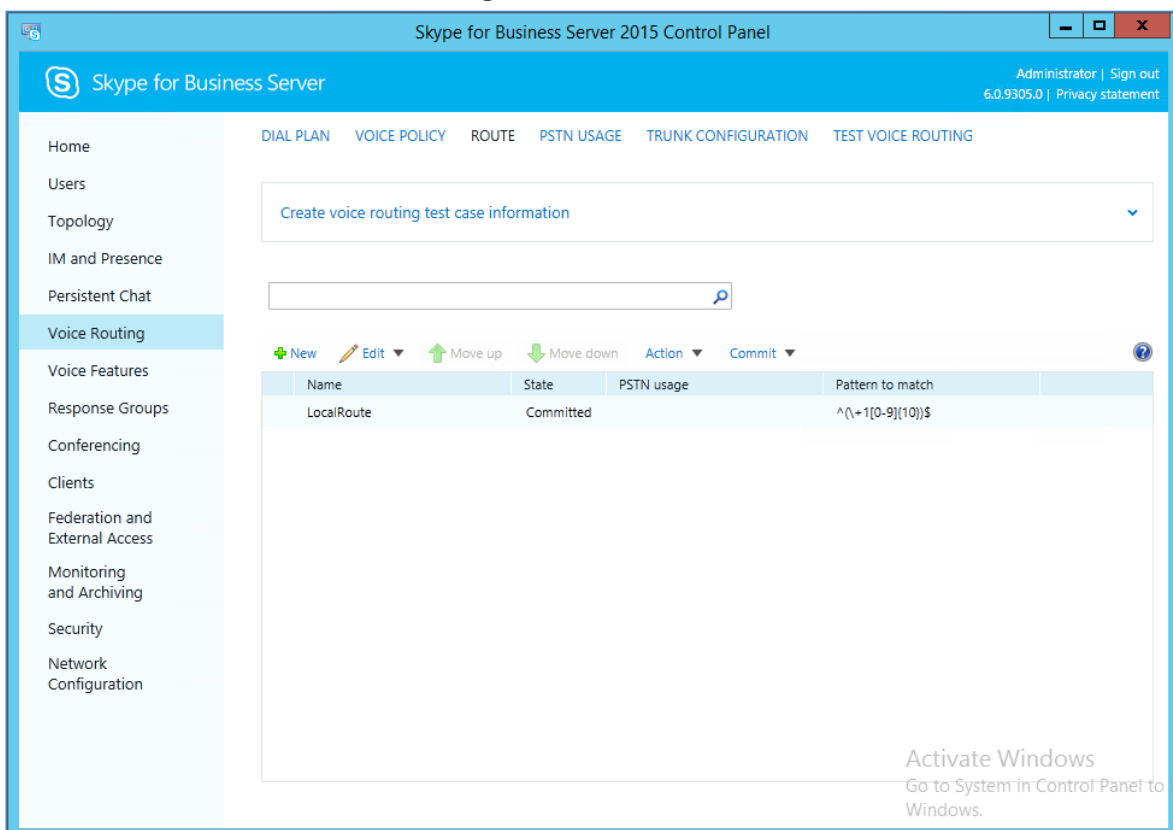 Skype for Business Server 2015 Control Panel
Skype for Business Server
Administrator | Sign out
6.0.9305.0 | Privacy statement
Home
Users
Topology
IM and Presence
Persistent Chat
Voice Routing
Voice Features
Response Groups
Conferencing
Clients
Federation and
External Access
Monitoring
and Archiving
Security
Network
Configuration
DIAL PLAN VOICE POLICY ROUTE PSTN USAGE TRUNK CONFIGURATION TEST VOICE ROUTING
Create voice routing test case information
New Edit Move up Move down Action Commit
Name State PSTN usage Pattern to match
LocalRoute Committed ^(\+1[0-9]{10})$
Activate Windows
Go to System in Control Panel to
Windows.